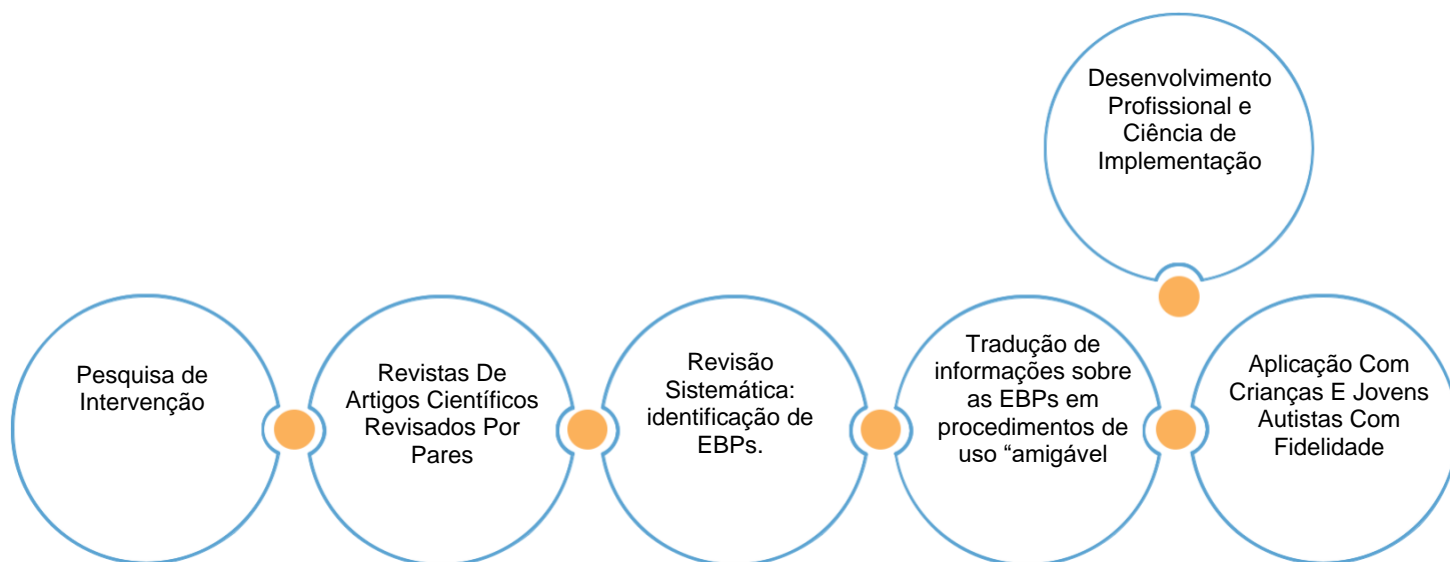 Desenvolvimento
Profissional e
Ciência de
Implementação
Pesquisa de
Intervenção
Revistas De
Artigos Científicos
Revisados Por
Pares
Revisão
Sistemática:
identificação de
EBPs.
Tradução de
informações sobre
as EBPs em
procedimentos de
uso “amigável
Aplicação Com
Crianças E Jovens
Autistas Com
Fidelidade